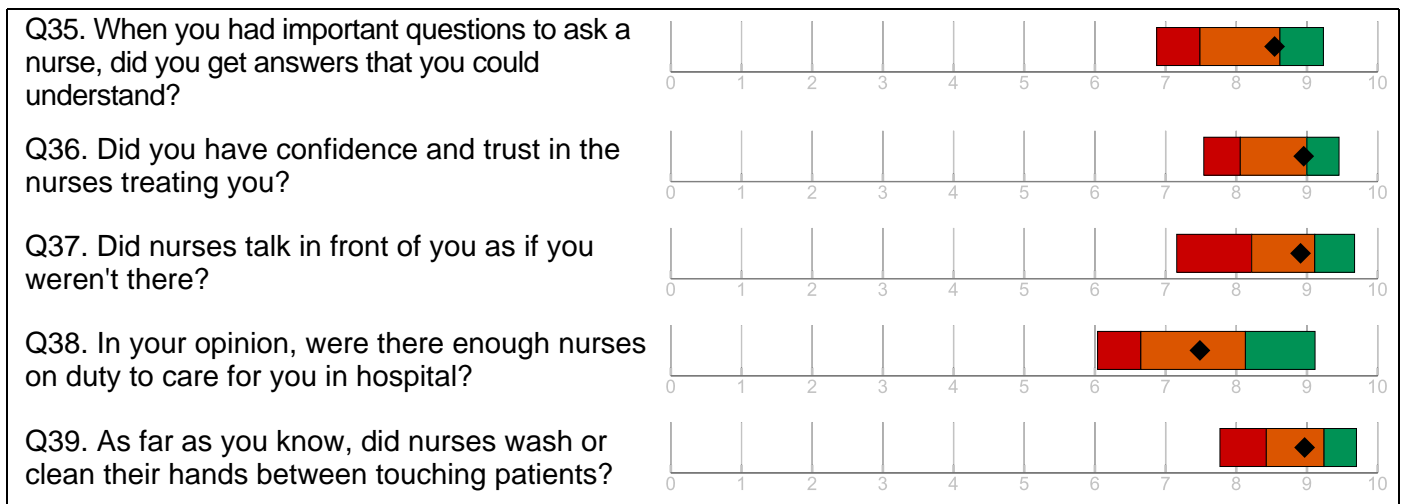 Q35. When you had important questions to ask a
nurse, did you get answers that you could
understand?
0 1 2 3 4 5 6 7 8 9 10
Q36. Did you have confidence and trust in the
nurses treating you?
0 1 2 3 4 5 6 7 8 9 10
Q37. Did nurses talk in front of you as if you
weren't there?
0 1 2 3 4 5 6 7 8 9 10
Q38. In your opinion, were there enough nurses
on duty to care for you in hospital?
0 1 2 3 4 5 6 7 8 9 10
Q39. As far as you know, did nurses wash or
clean their hands between touching patients?
0 1 2 3 4 5 6 7 8 9 10